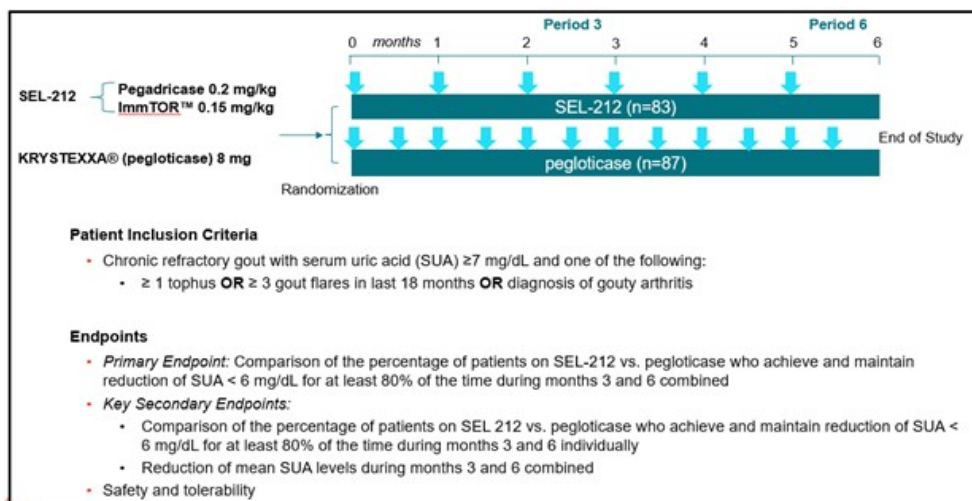 Period 3 Period 6
0 months 1 2 3 4 5 6
SEL-212 Pegadricase 0.2 mg/kg
ImmTOR™ 0.15 mg/kg
SEL-212 (n=83)
End of Study
KRYSTEXXA® (pegloticase) 8 mg
pegloticase (n=87)
Randomization
Patient Inclusion Criteria
- Chronic refractory gout with serum uric acid (SUA) ≥7 mg/dL and one of the following:
• ≥ 1 tophus OR ≥ 3 gout flares in last 18 months OR diagnosis of gouty arthritis
Endpoints
- Primary Endpoint: Comparison of the percentage of patients on SEL-212 vs. pegloticase who achieve and maintain
reduction of SUA < 6 mg/dL for at least 80% of the time during months 3 and 6 combined
- Key Secondary Endpoints:
• Comparison of the percentage of patients on SEL 212 vs. pegloticase who achieve and maintain reduction of SUA <
6 mg/dL for at least 80% of the time during months 3 and 6 individually
• Reduction of mean SUA levels during months 3 and 6 combined
- Safety and tolerability